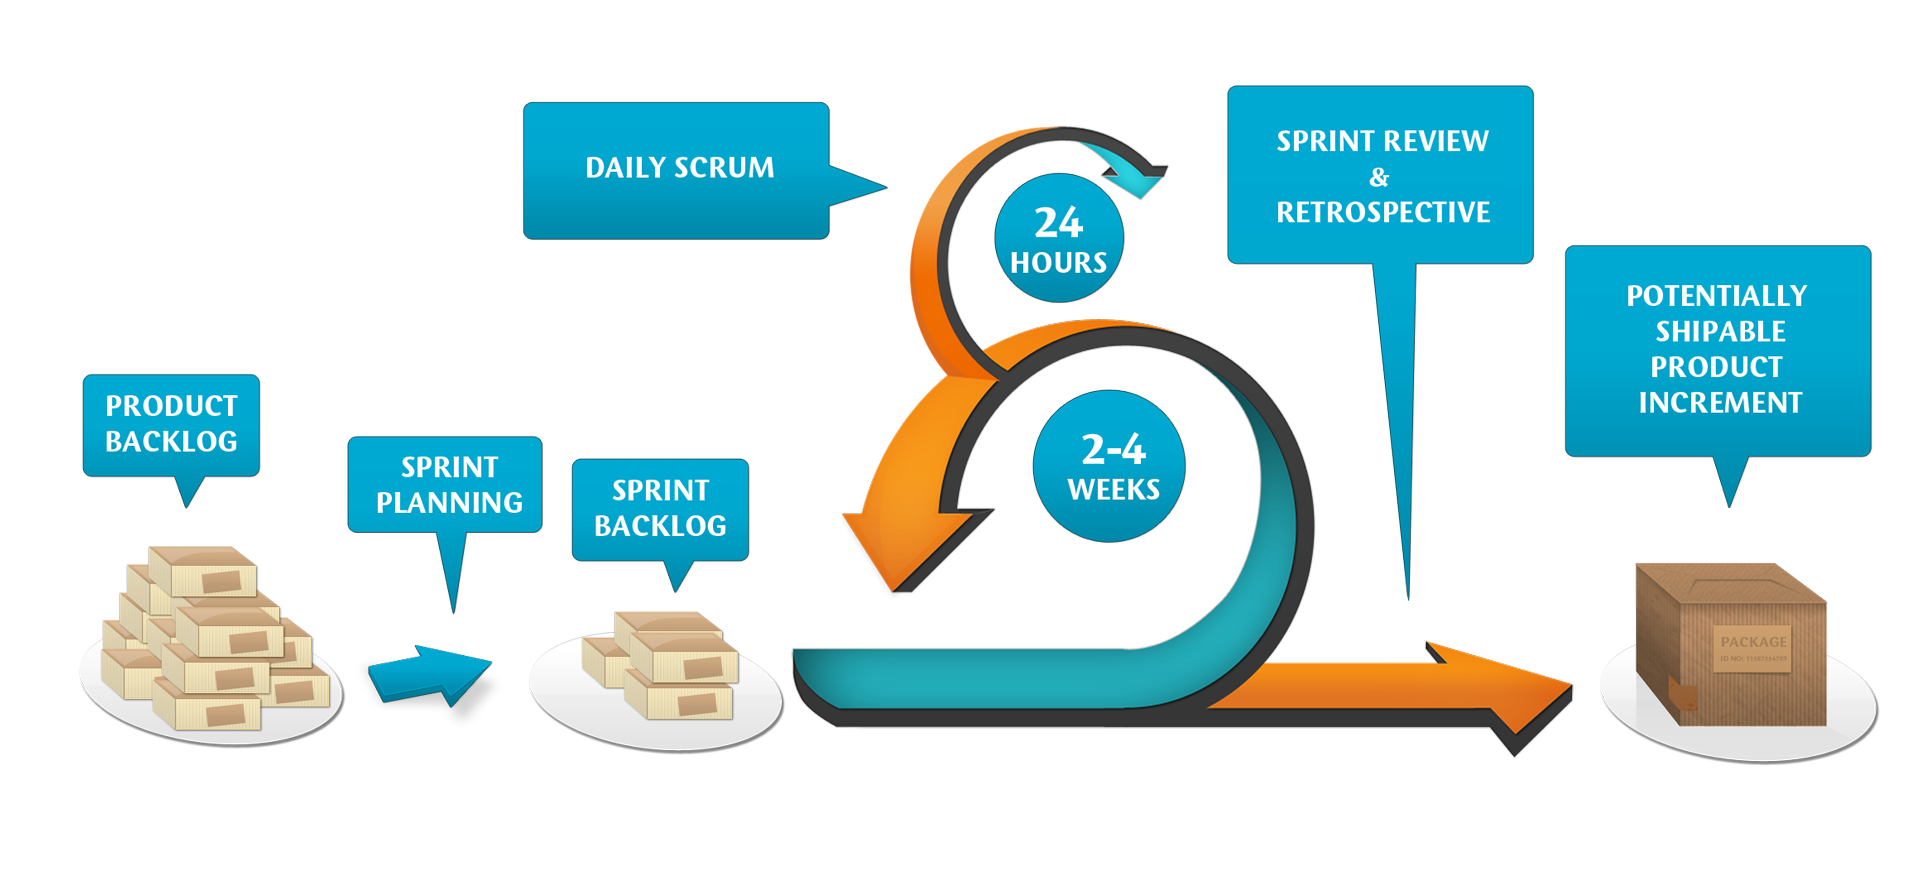 DAILY SCRUM
24
HOURS
SPRINT REVIEW
&
RETROSPECTIVE
POTENTIALLY
SHIPABLE
PRODUCT
INCREMENT
PRODUCT
BACKLOG
SPRINT
PLANNING
SPRINT
BACKLOG
2-4
WEEKS
PACKAGE